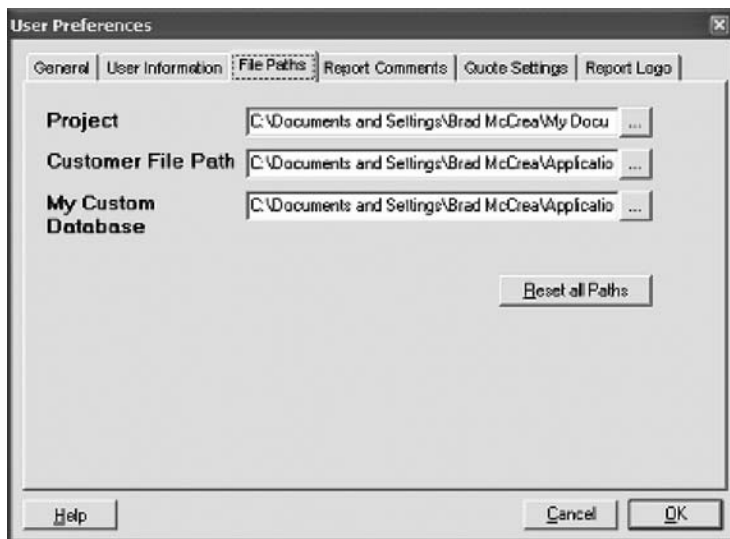 User Preferences
General User Information File Paths Report Comments Quote Settings Report Logo
Project C:\Documents and Settings\Brad McCrea\My Docu ...
Customer File Path C:\Documents and Settings\Brad McCrea\Applicatio ...
My Custom Database C:\Documents and Settings\Brad McCrea\Applicatio ...
Reset all Paths
Help Cancel OK